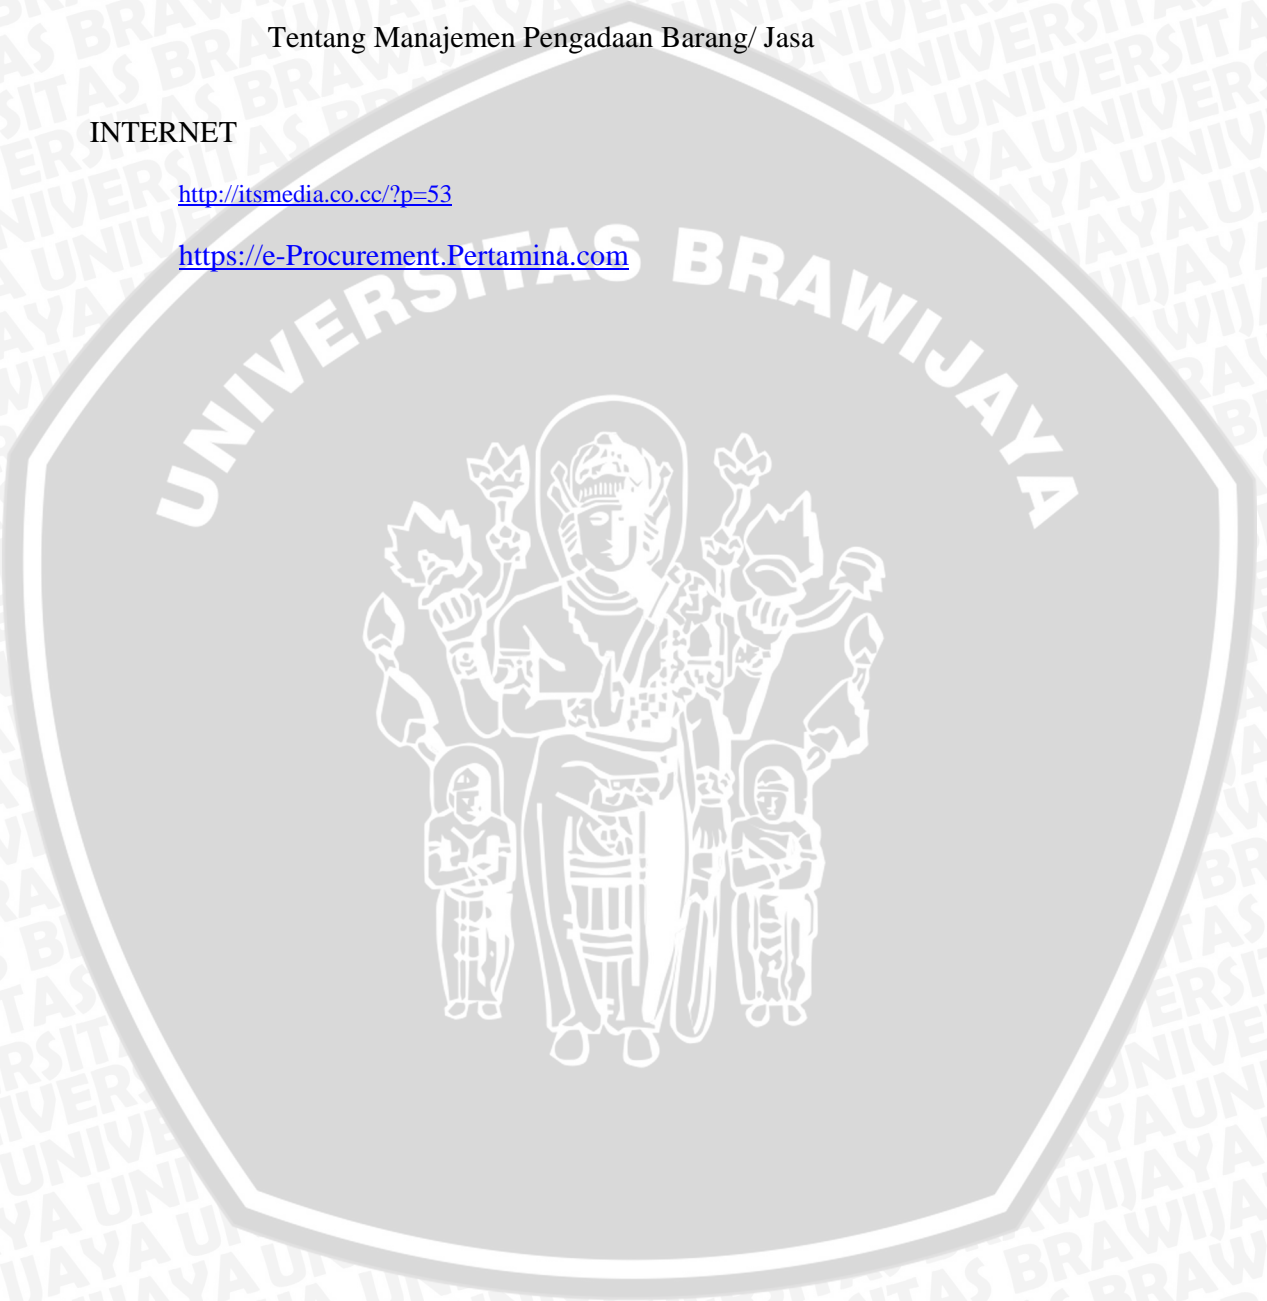 Tentang Manajemen Pengadaan Barang/ Jasa
INTERNET
http://itsmedia.co.cc/?p=53
https://e-Procurement.Pertamina.com
UNIVERSITAS BRAWIJAYA